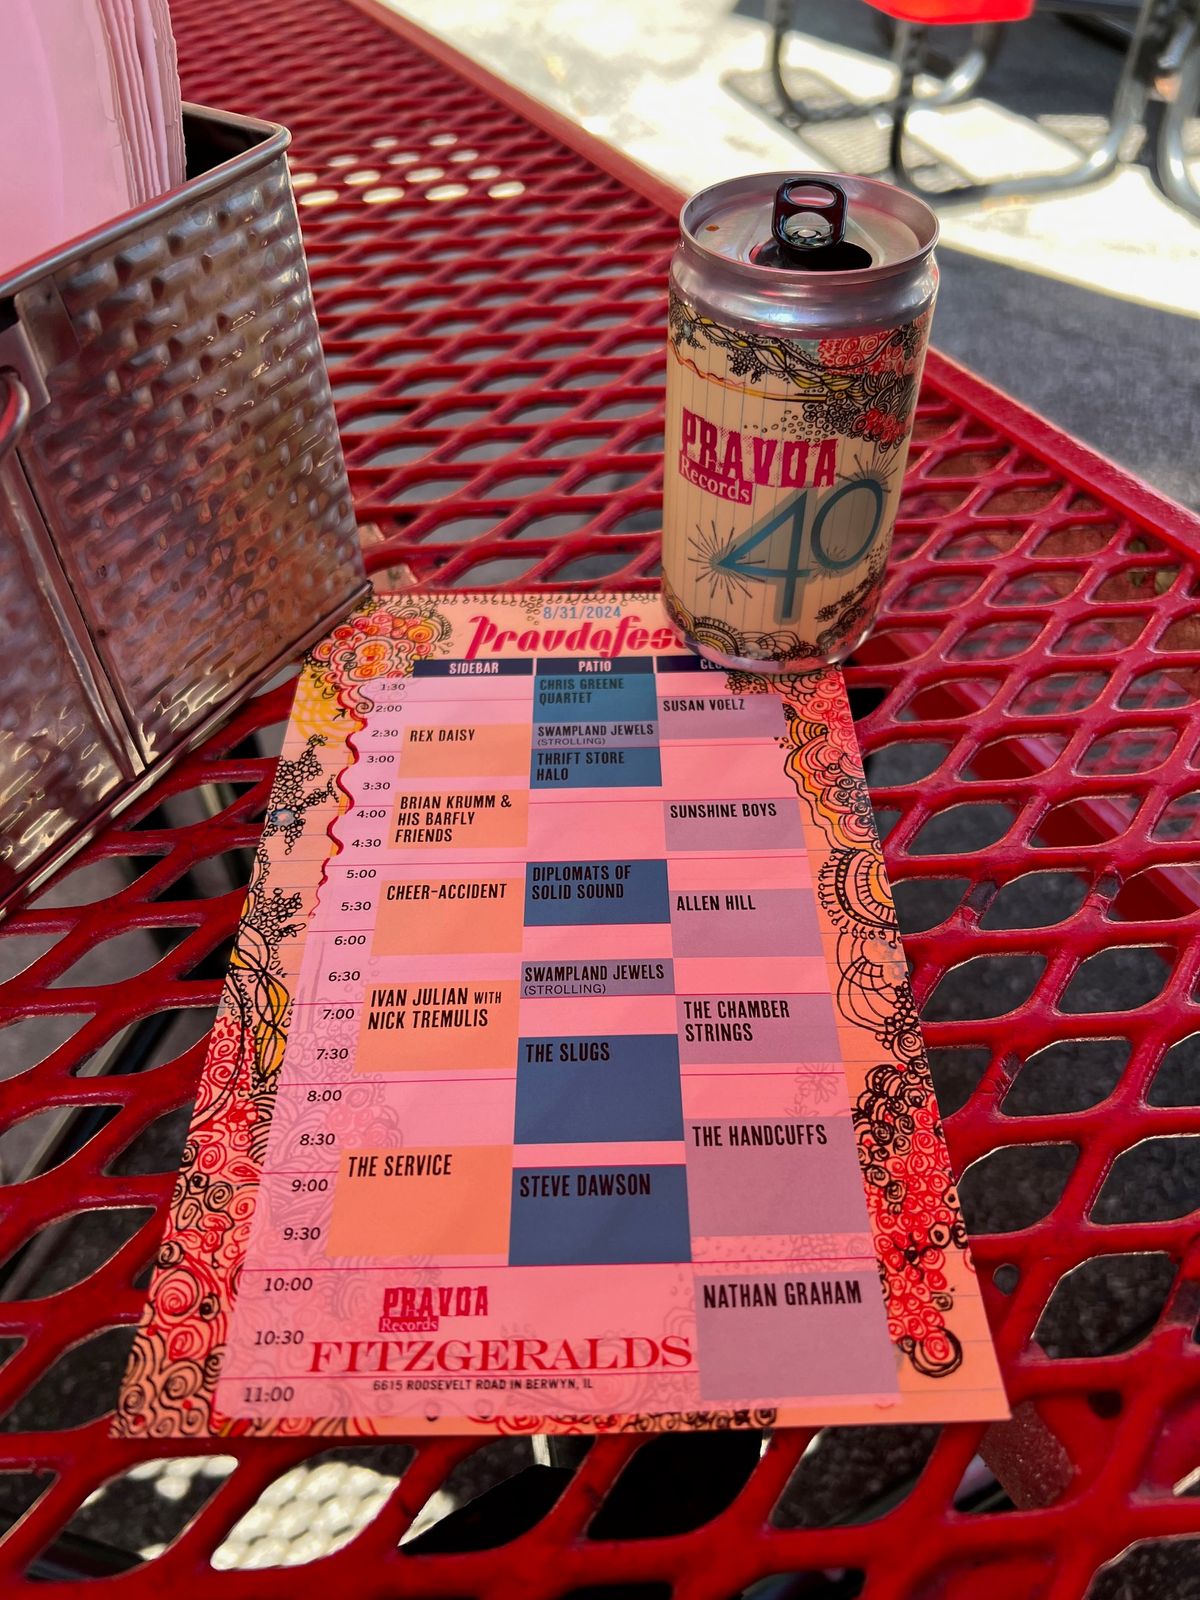 PRAVDA
Records
40
8/31/2024
SIDEBAR
PATIO
1:30
CHRIS GREENE
QUARTET
2:00
SUSAN VOELZ
2:30
REX DAISY
SWAMPLAND JEWELS
(STROLLING)
3:00
THRIFT STORE
HALO
3:30
BRIAN KRUMM &
HIS BARFLY
FRIENDS
4:00
SUNSHINE BOYS
4:30
5:00
DIPLOMATS OF
SOLID SOUND
CHEER-ACCIDENT
5:30
ALLEN HILL
6:00
6:30
SWAMPLAND JEWELS
(STROLLING)
IVAN JULIAN WITH
NICK TREMULIS
7:00
THE CHAMBER
STRINGS
7:30
THE SLUGS
8:00
8:30
THE HANDCUFFS
THE SERVICE
9:00
STEVE DAWSON
9:30
10:00
NATHAN GRAHAM
PRAVDA
Records
10:30
FITZGERALDS
6615 ROOSEVELT ROAD IN BERWYN, IL
11:00